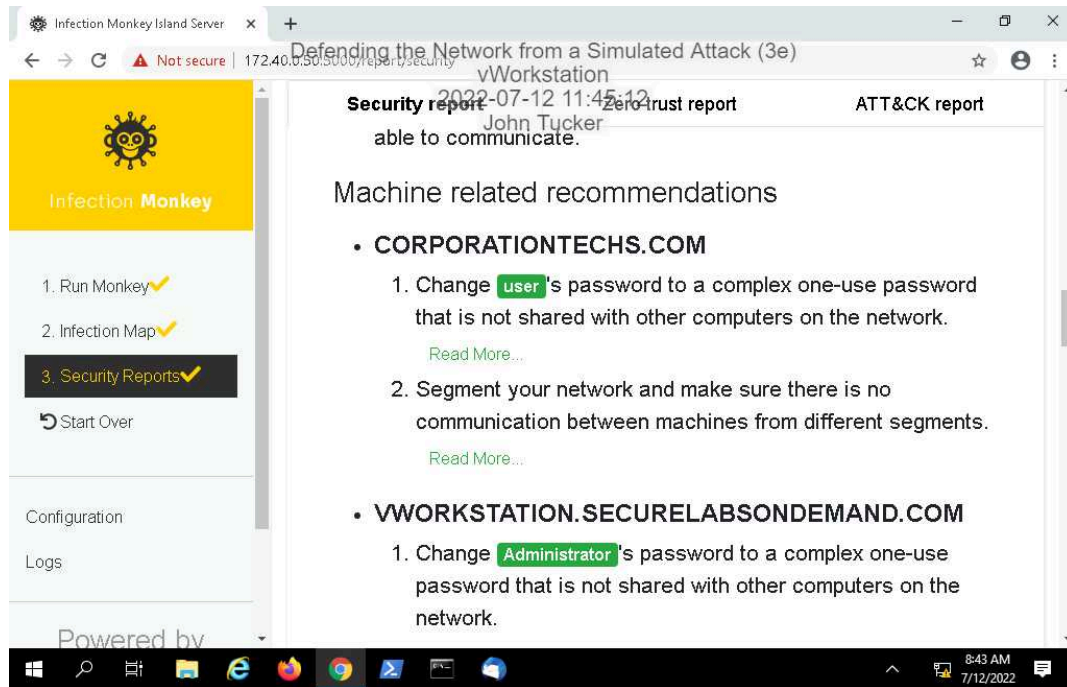 Infection Monkey Island Server
Not secure | 172.40.0.50:5000/report/security
Defending the Network from a Simulated Attack (3e)
vWorkstation
2022-07-12 11:45:12
John Tucker
Security report
Zero trust report
ATT&CK report
Infection Monkey
1. Run Monkey
2. Infection Map
3. Security Reports
Start Over
Configuration
Logs
Powered by
able to communicate.
Machine related recommendations
• CORPORATIONTECHS.COM
1. Change user's password to a complex one-use password
that is not shared with other computers on the network.
Read More...
2. Segment your network and make sure there is no
communication between machines from different segments.
Read More...
• VWORKSTATION.SECURELABSONDEMAND.COM
1. Change Administrator's password to a complex one-use
password that is not shared with other computers on the
network.
8:43 AM
7/12/2022